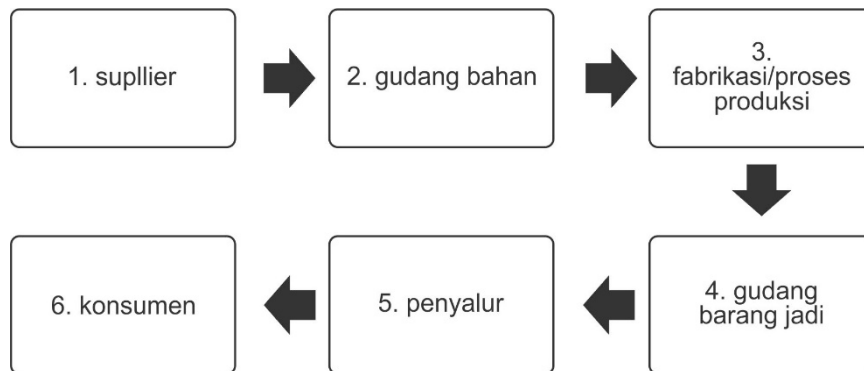 1. supllier
2. gudang bahan
3.
fabrikasi/proses
produksi
4. gudang
barang jadi
5. penyalur
6. konsumen